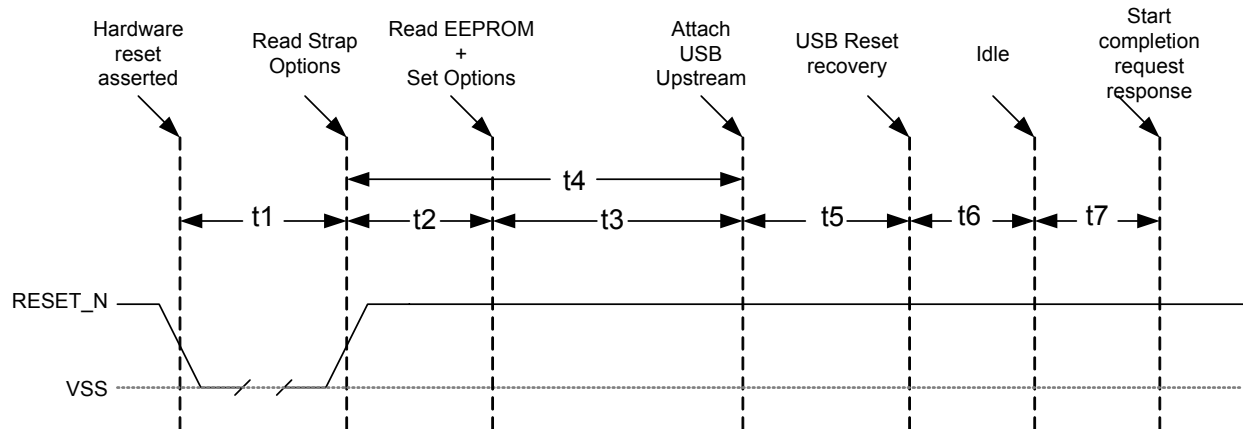 Hardware
reset
asserted
Read Strap
Options
Read EEPROM
+
Set Options
Attach
USB
Upstream
USB Reset
recovery
Idle
Start
completion
request
response
t4
t1
t2
t3
t5
t6
t7
RESET_N
VSS